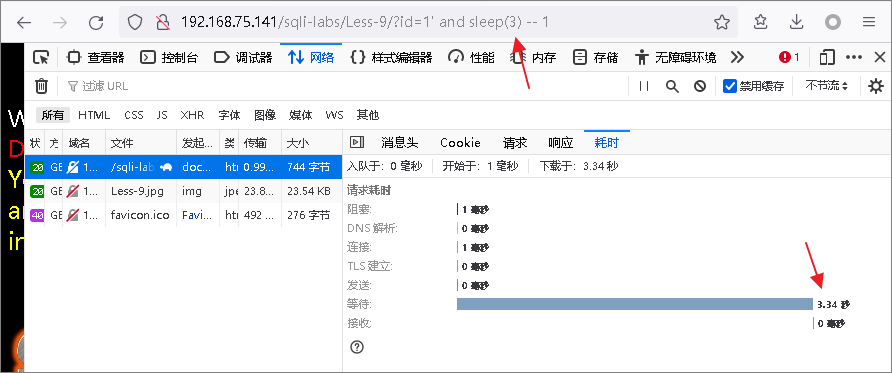 192.168.75.141/sqli-labs/Less-9/?id=1' and sleep(3) -- 1
查看器 控制台 调试器 网络 {} 样式编辑器 性能 内存 存储 无障碍环境 1
过滤 URL 禁用缓存 不节流
所有 HTML CSS JS XHR 字体 图像 媒体 WS 其他
状 方 域名 文件 发起... 类 传输 大小 消息头 Cookie 请求 响应 耗时
20 GE 1... /sqli-lab doc... htr 0.99... 744 字节
20 GE 1... Less-9.jpg img jpe 23.8... 23.54 KB
40 GE 1... favicon.ico Favi... htr 492 ... 276 字节
入队于: 0 毫秒 开始于: 1 毫秒 下载于: 3.34 秒
请求耗时
阻塞: 1 毫秒
DNS 解析: 0 毫秒
连接: 1 毫秒
TLS 建立: 0 毫秒
发送: 0 毫秒
等待: 3.34 秒
接收: 0 毫秒
W
D
Y
ar
in